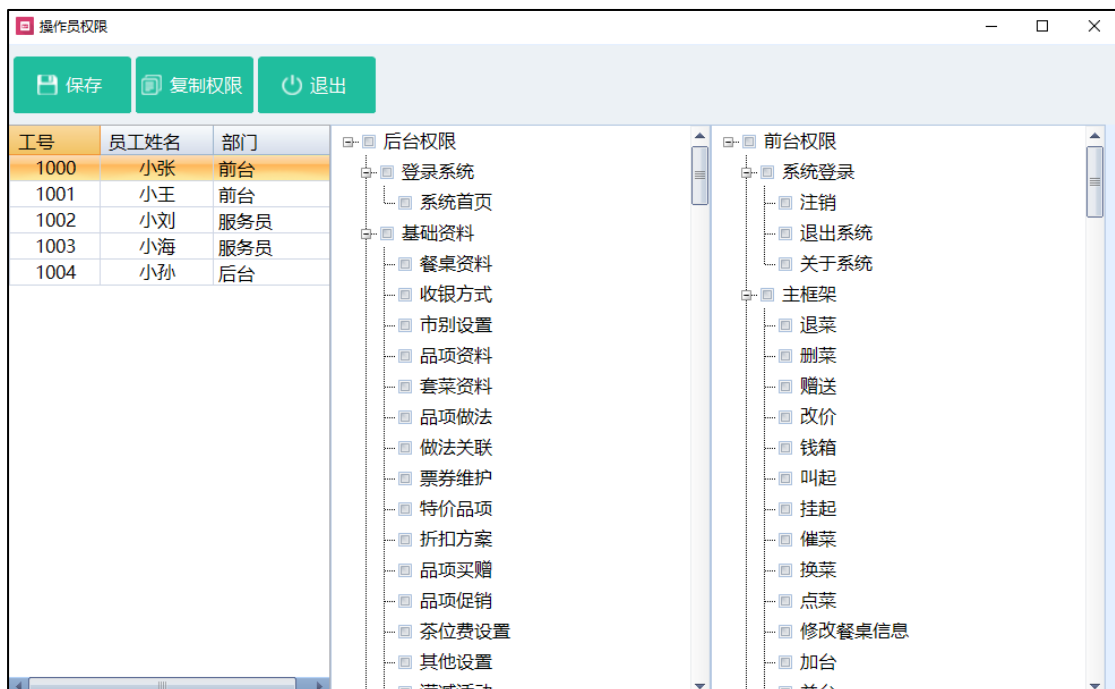 操作员权限
保存
复制权限
退出
工号 员工姓名 部门
1000 小张 前台
1001 小王 前台
1002 小刘 服务员
1003 小海 服务员
1004 小孙 后台
后台权限
登录系统
系统首页
基础资料
餐桌资料
收银方式
市别设置
品项资料
套菜资料
品项做法
做法关联
票券维护
特价品项
折扣方案
品项买赠
品项促销
茶位费设置
其他设置
前台权限
系统登录
注销
退出系统
关于系统
主框架
退菜
删菜
赠送
改价
钱箱
叫起
挂起
催菜
换菜
点菜
修改餐桌信息
加台